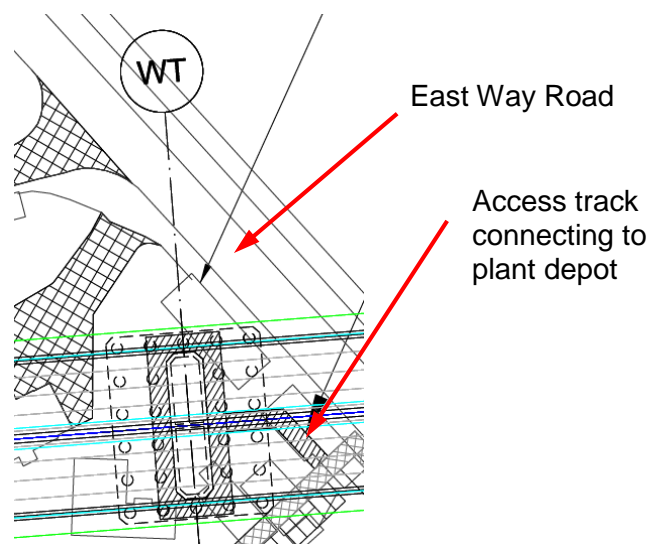 WT
East Way Road
Access track
connecting to
plant depot